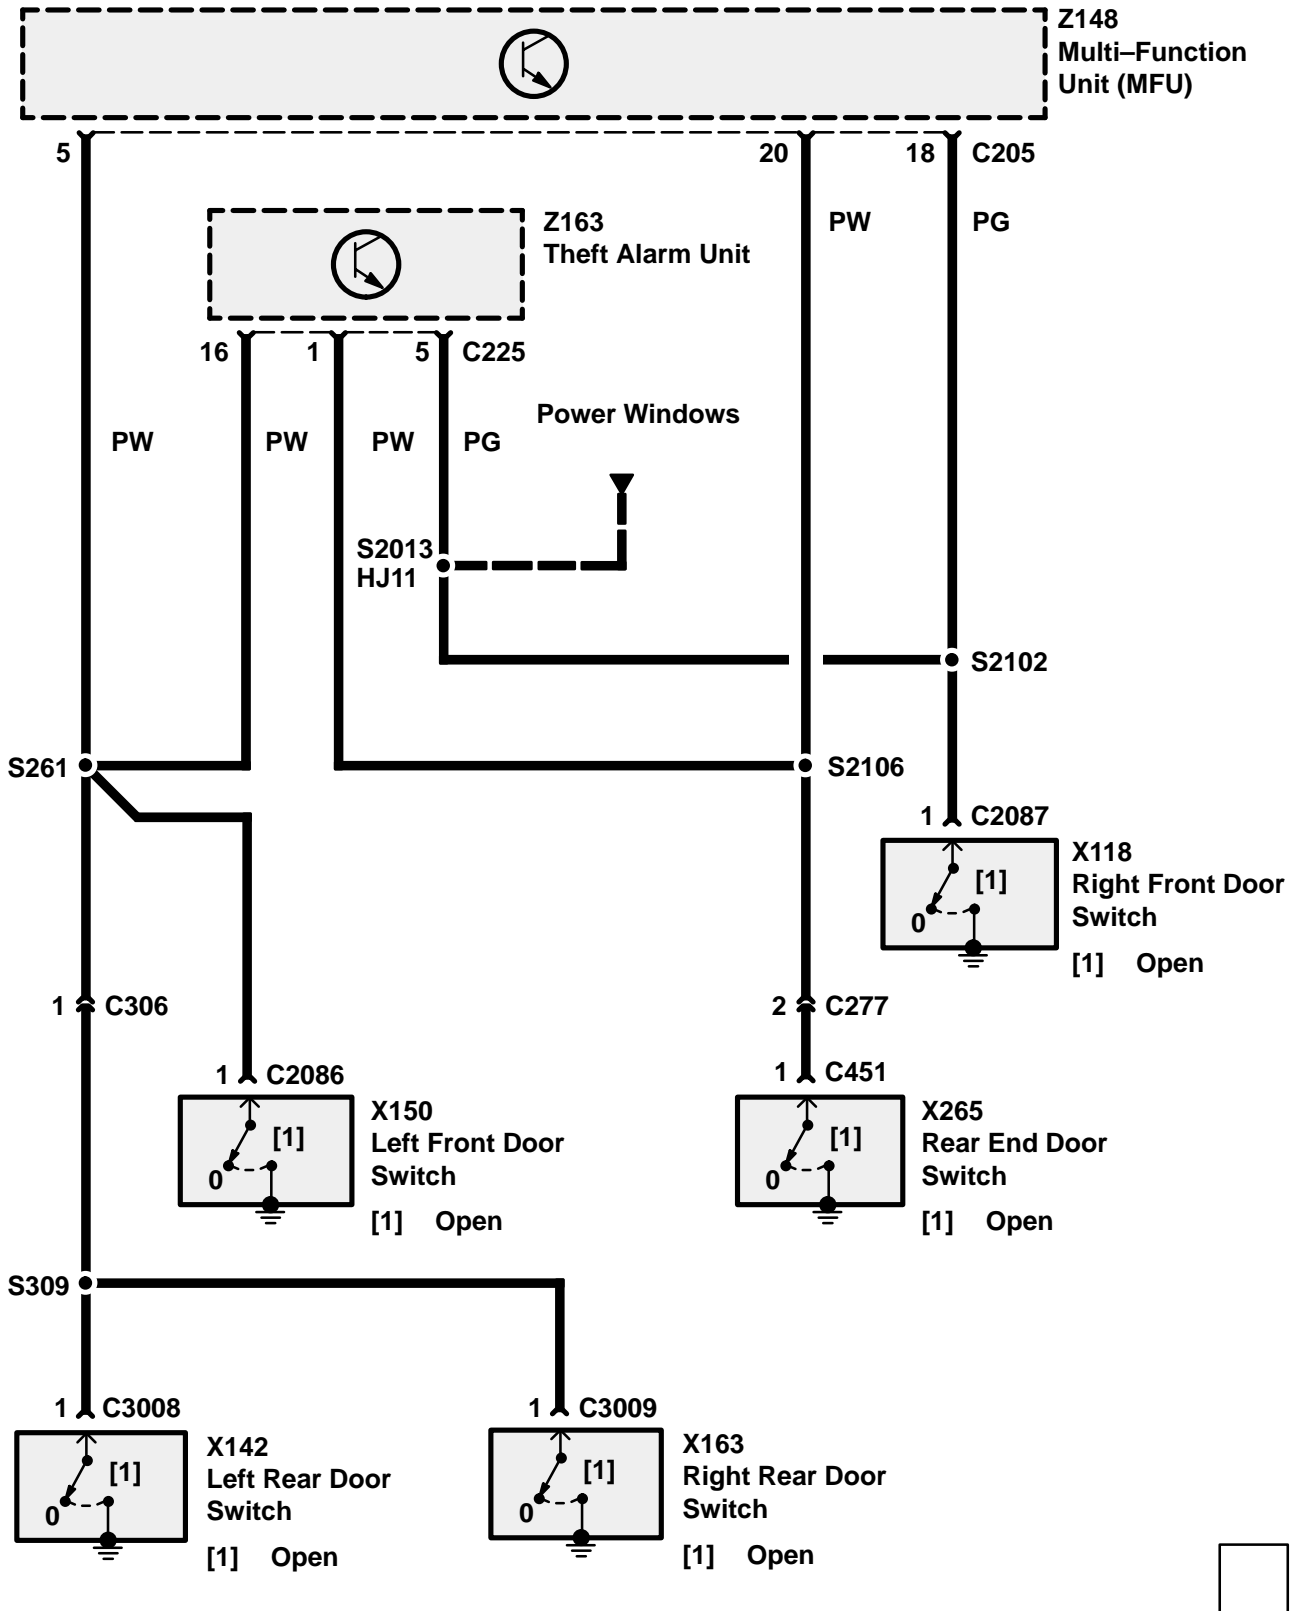 Z148
Multi–Function
Unit (MFU)
5
20
18
C205
PW
PG
Z163
Theft Alarm Unit
16
1
5
C225
Power Windows
PW
PW
PW
PG
S2013
HJ11
S2102
S261
S2106
1
C2087
X118
Right Front Door
Switch
[1] Open
[1]
0
1
C306
2
C277
1
C2086
X150
Left Front Door
Switch
[1] Open
[1]
0
1
C451
X265
Rear End Door
Switch
[1] Open
[1]
0
S309
1
C3008
X142
Left Rear Door
Switch
[1] Open
[1]
0
1
C3009
X163
Right Rear Door
Switch
[1] Open
[1]
0